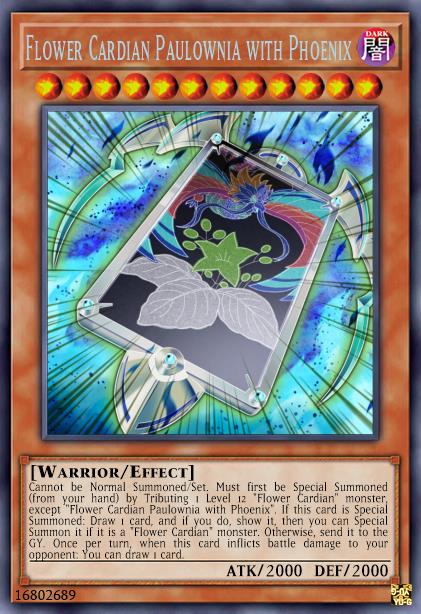 FLOWER CARDIAN PAULOWNIA WITH PHOENIX
DARK
闇
[WARRIOR/EFFECT]
Cannot be Normal Summoned/Set. Must first be Special Summoned
(from your hand) by Tributing 1 Level 12 "Flower Cardian" monster,
except "Flower Cardian Paulownia with Phoenix". If this card is Special
Summoned: Draw 1 card, and if you do, show it, then you can Special
Summon it if it is a "Flower Cardian" monster. Otherwise, send it to the
GY. Once per turn, when this card inflicts battle damage to your
opponent: You can draw 1 card.
ATK/2000 DEF/2000
16802689